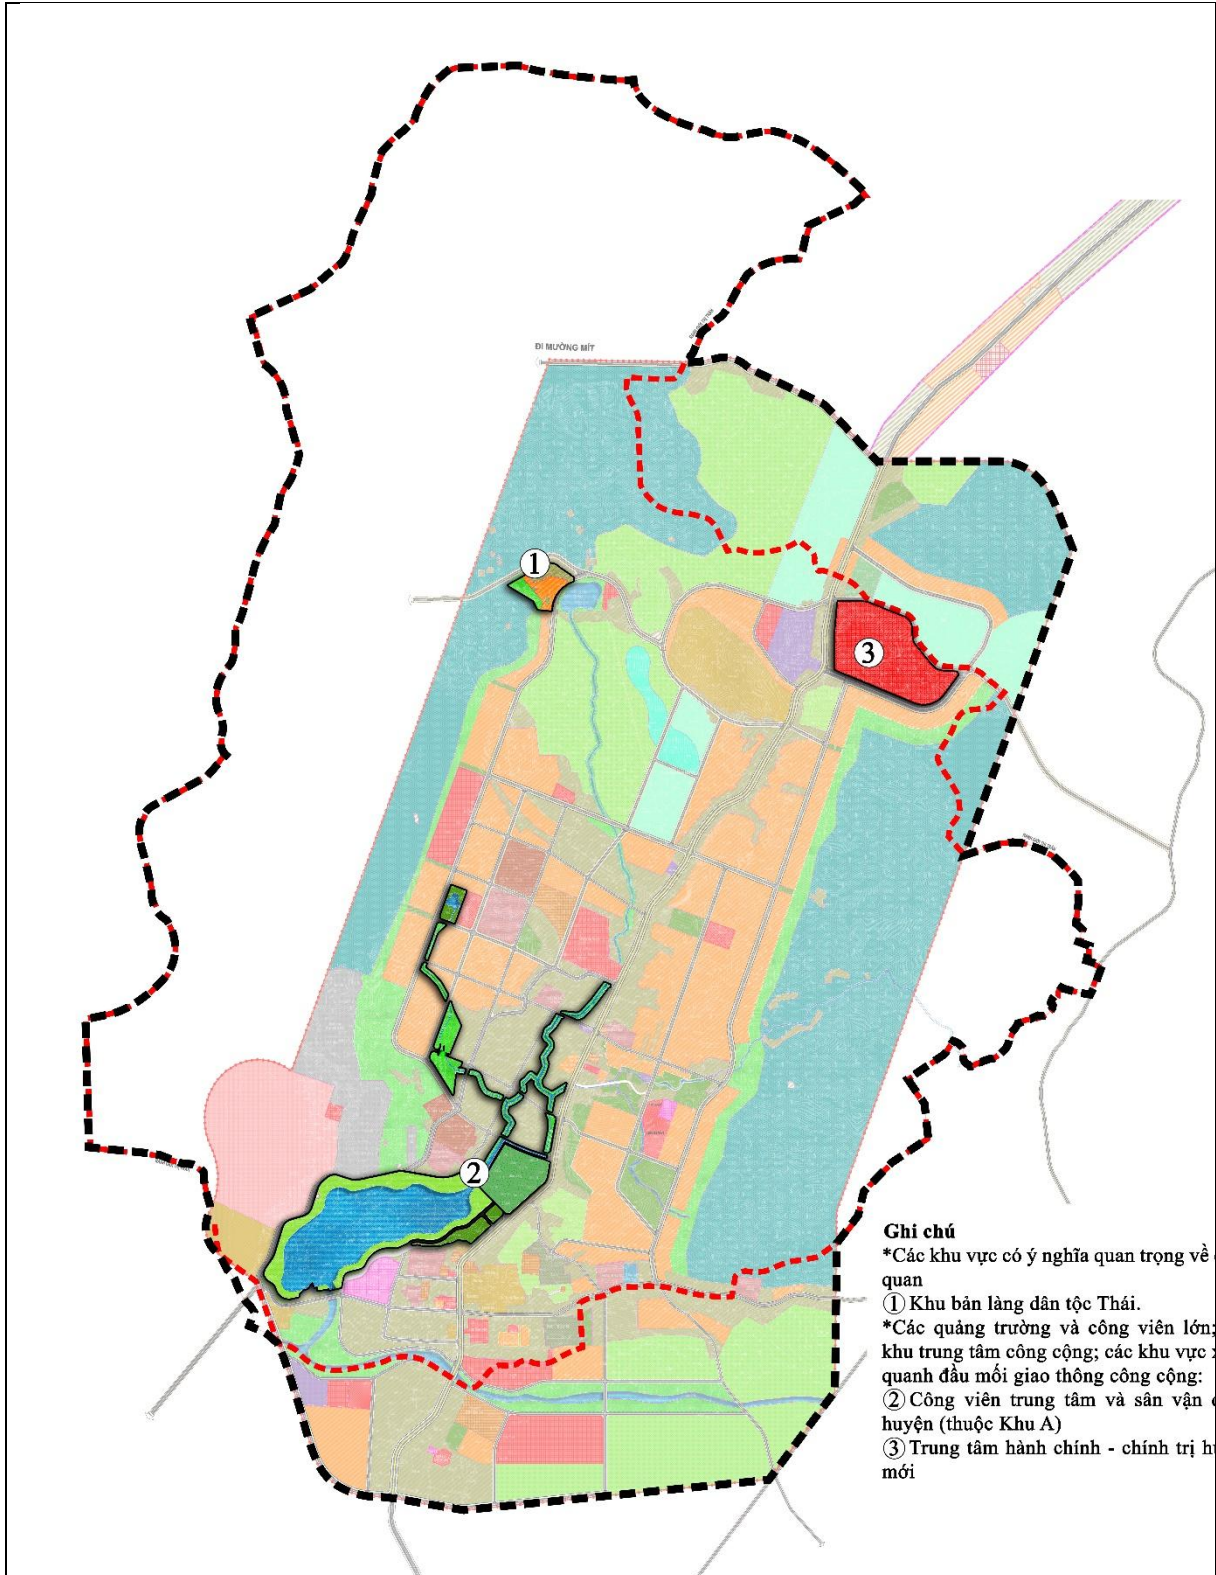 ĐI MƯỜNG MÍT
1
3
2
Ghi chú
*Các khu vực có ý nghĩa quan trọng về
quan
1 Khu bản làng dân tộc Thái.
*Các quảng trường và công viên lớn;
khu trung tâm công cộng; các khu vực
quanh đầu mối giao thông công cộng:
2 Công viên trung tâm và sân vận
huyện (thuộc Khu A)
3 Trung tâm hành chính - chính trị
mới